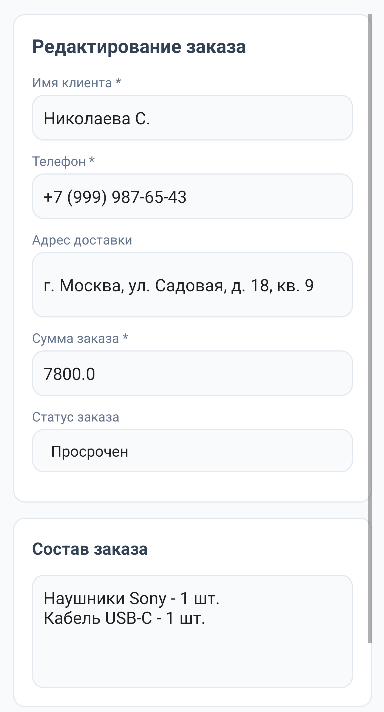 Редактирование заказа
Имя клиента *
Николаева С.
Телефон *
+7 (999) 987-65-43
Адрес доставки
г. Москва, ул. Садовая, д. 18, кв. 9
Сумма заказа *
7800.0
Статус заказа
Просрочен
Состав заказа
Наушники Sony - 1 шт.
Кабель USB-C - 1 шт.